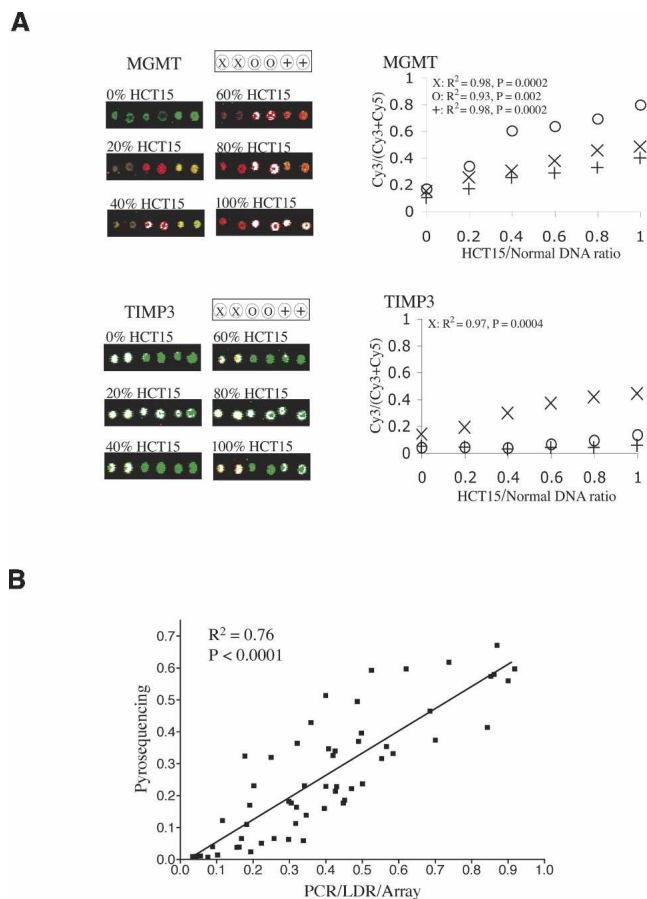 A
MGMT
X X O O + +
0% HCT15 60% HCT15
20% HCT15 80% HCT15
40% HCT15 100% HCT15
MGMT
X: R² = 0.98, P = 0.0002
O: R² = 0.93, P = 0.002
+: R² = 0.98, P = 0.0002
Cy3/(Cy3+Cy5)
1
0.8
0.6
0.4
0.2
0
0 0.2 0.4 0.6 0.8 1
HCT15/Normal DNA ratio
TIMP3
X X O O + +
0% HCT15 60% HCT15
20% HCT15 80% HCT15
40% HCT15 100% HCT15
TIMP3
X: R² = 0.97, P = 0.0004
Cy3/(Cy3+Cy5)
1
0.8
0.6
0.4
0.2
0
0 0.2 0.4 0.6 0.8 1
HCT15/Normal DNA ratio
B
R² = 0.76
P < 0.0001
Pyrosequencing
0.7
0.6
0.5
0.4
0.3
0.2
0.1
0.0
0.0 0.1 0.2 0.3 0.4 0.5 0.6 0.7 0.8 0.9 1.0
PCR/LDR/Array